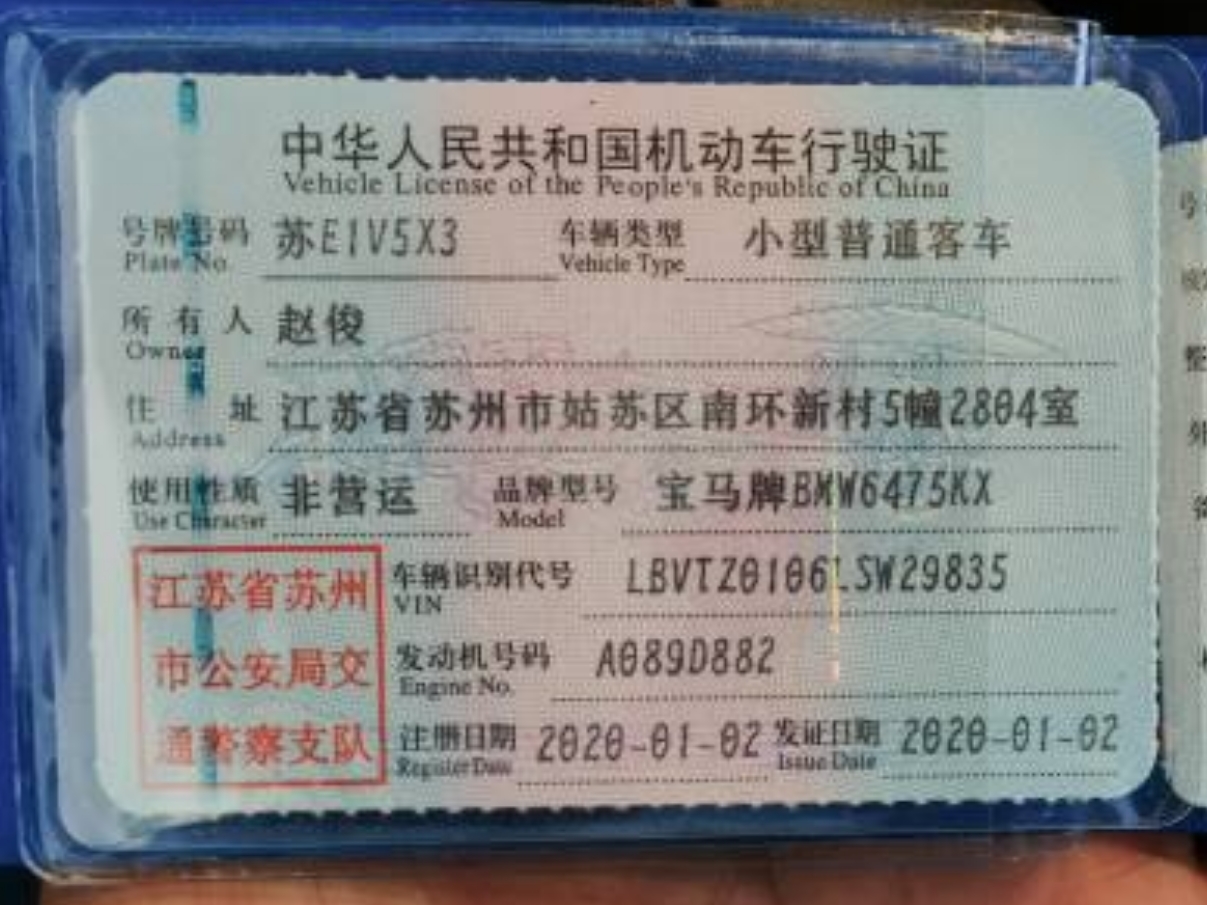 中华人民共和国机动车行驶证
Vehicle License of the People's Republic of China
号牌号码 苏E1V5X3 车辆类型 小型普通客车
Plate No. Vehicle Type
所有人 赵俊
Owner
住址 江苏省苏州市姑苏区南环新村5幢2804室
Address
使用性质 非营运 品牌型号 宝马牌BMW6475KX
Use Character Model
江苏省苏州
市公安局交
通警察支队
车辆识别代号 LBVTZ0106LSW29835
VIN
发动机号码 A089D882
Engine No.
注册日期 2020-01-02 发证日期 2020-01-02
Register Date Issue Date
号